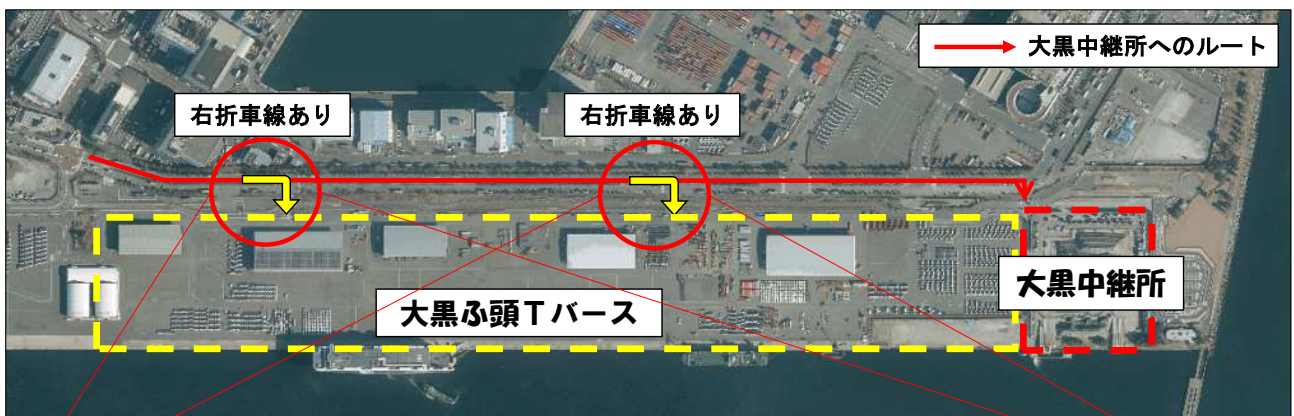 大黒中継所へのルート
右折車線あり
右折車線あり
大黒中継所
大黒ふ頭Tバース